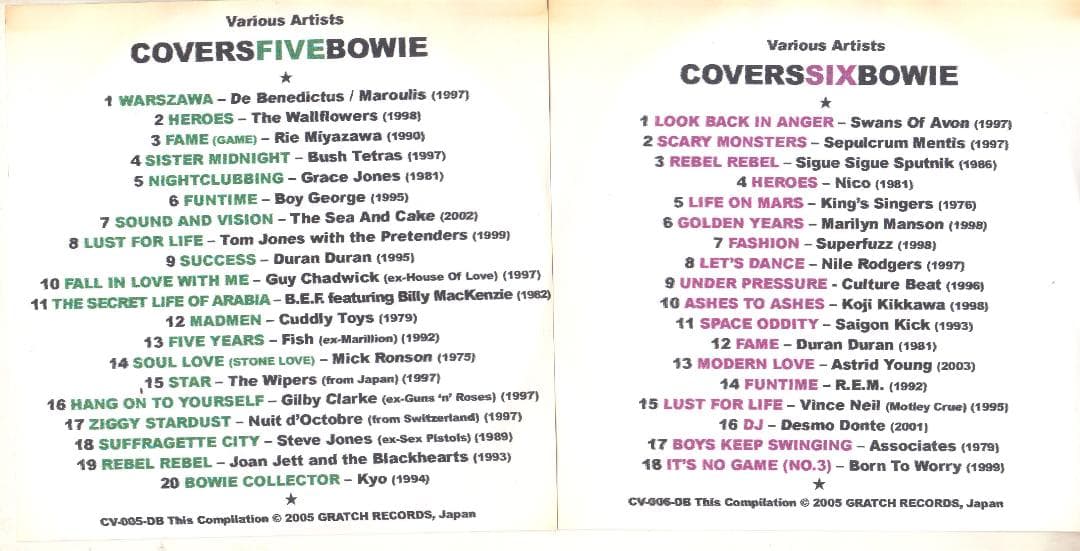 Various Artists
COVERSFIVEBOWIE
★
1 WARSZAWA – De Benedictus / Maroulis (1997)
2 HEROES – The Wallflowers (1998)
3 FAME (GAME) – Rie Miyazawa (1990)
4 SISTER MIDNIGHT – Bush Tetras (1997)
5 NIGHTCLUBBING – Grace Jones (1981)
6 FUNTIME – Boy George (1995)
7 SOUND AND VISION – The Sea And Cake (2002)
8 LUST FOR LIFE – Tom Jones with the Pretenders (1999)
9 SUCCESS – Duran Duran (1995)
10 FALL IN LOVE WITH ME – Guy Chadwick (ex-House Of Love) (1997)
11 THE SECRET LIFE OF ARABIA – B.E.F. featuring Billy MacKenzie (1982)
12 MADMEN – Cuddly Toys (1979)
13 FIVE YEARS – Fish (ex-Marillion) (1992)
14 SOUL LOVE (STONE LOVE) – Mick Ronson (1975)
15 STAR – The Wipers (from Japan) (1997)
16 HANG ON TO YOURSELF – Gilby Clarke (ex-Guns 'n' Roses) (1997)
17 ZIGGY STARDUST – Nuit d'Octobre (from Switzerland) (1997)
18 SUFFRAGETTE CITY – Steve Jones (ex-Sex Pistols) (1989)
19 REBEL REBEL – Joan Jett and the Blackhearts (1993)
20 BOWIE COLLECTOR – Kyo (1994)
★
CV-005-DB This Compilation © 2005 GRATCH RECORDS, Japan
Various Artists
COVERSSIXBOWIE
★
1 LOOK BACK IN ANGER – Swans Of Avon (1997)
2 SCARY MONSTERS – Sepulcrum Mentis (1997)
3 REBEL REBEL – Sigue Sigue Sputnik (1986)
4 HEROES – Nico (1981)
5 LIFE ON MARS – King's Singers (1976)
6 GOLDEN YEARS – Marilyn Manson (1998)
7 FASHION – Superfuzz (1998)
8 LET'S DANCE – Nile Rodgers (1997)
9 UNDER PRESSURE - Culture Beat (1996)
10 ASHES TO ASHES – Koji Kikkawa (1998)
11 SPACE ODDITY – Saigon Kick (1993)
12 FAME – Duran Duran (1981)
13 MODERN LOVE – Astrid Young (2003)
14 FUNTIME – R.E.M. (1992)
15 LUST FOR LIFE – Vince Neil (Motley Crue) (1995)
16 DJ – Desmo Donte (2001)
17 BOYS KEEP SWINGING – Associates (1979)
18 IT'S NO GAME (NO.3) – Born To Worry (1999)
★
CV-006-DB This Compilation © 2005 GRATCH RECORDS, Japan